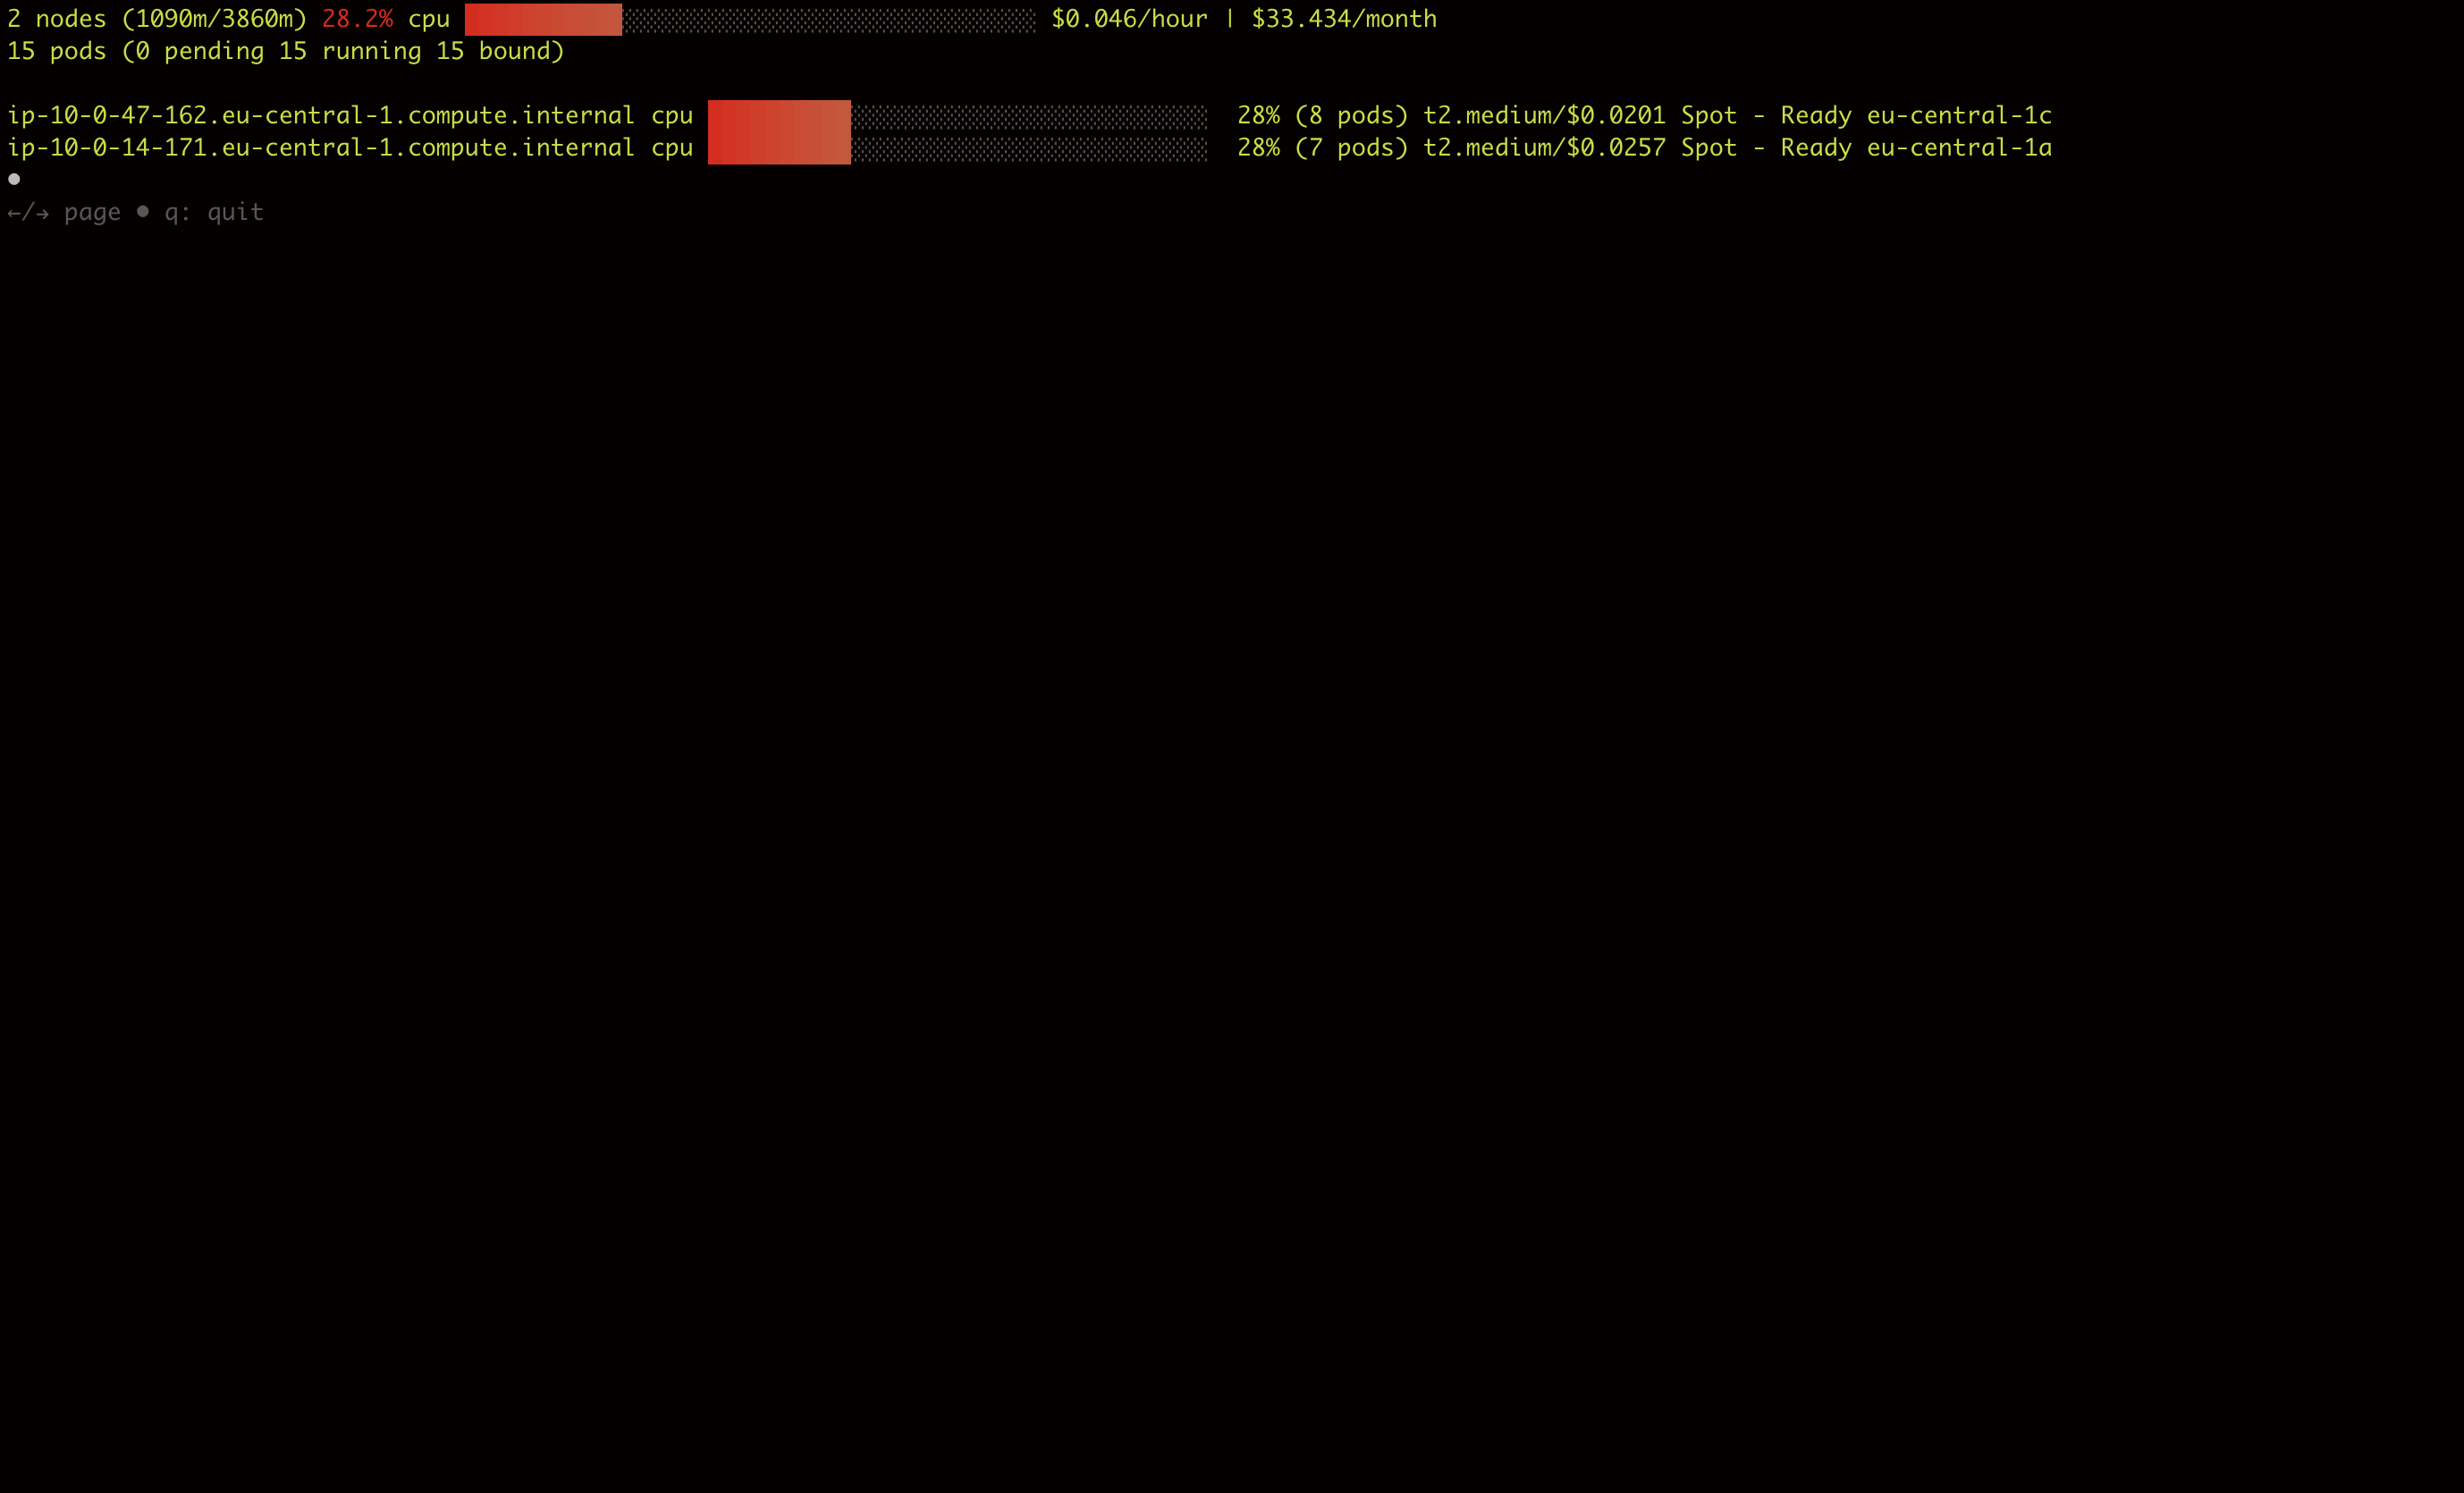 2 nodes (1090m/3860m) 28.2% cpu $0.046/hour | $33.434/month
15 pods (0 pending 15 running 15 bound)
ip-10-0-47-162.eu-central-1.compute.internal cpu 28% (8 pods) t2.medium/$0.0201 Spot - Ready eu-central-1c
ip-10-0-14-171.eu-central-1.compute.internal cpu 28% (7 pods) t2.medium/$0.0257 Spot - Ready eu-central-1a
•
←/→ page • q: quit